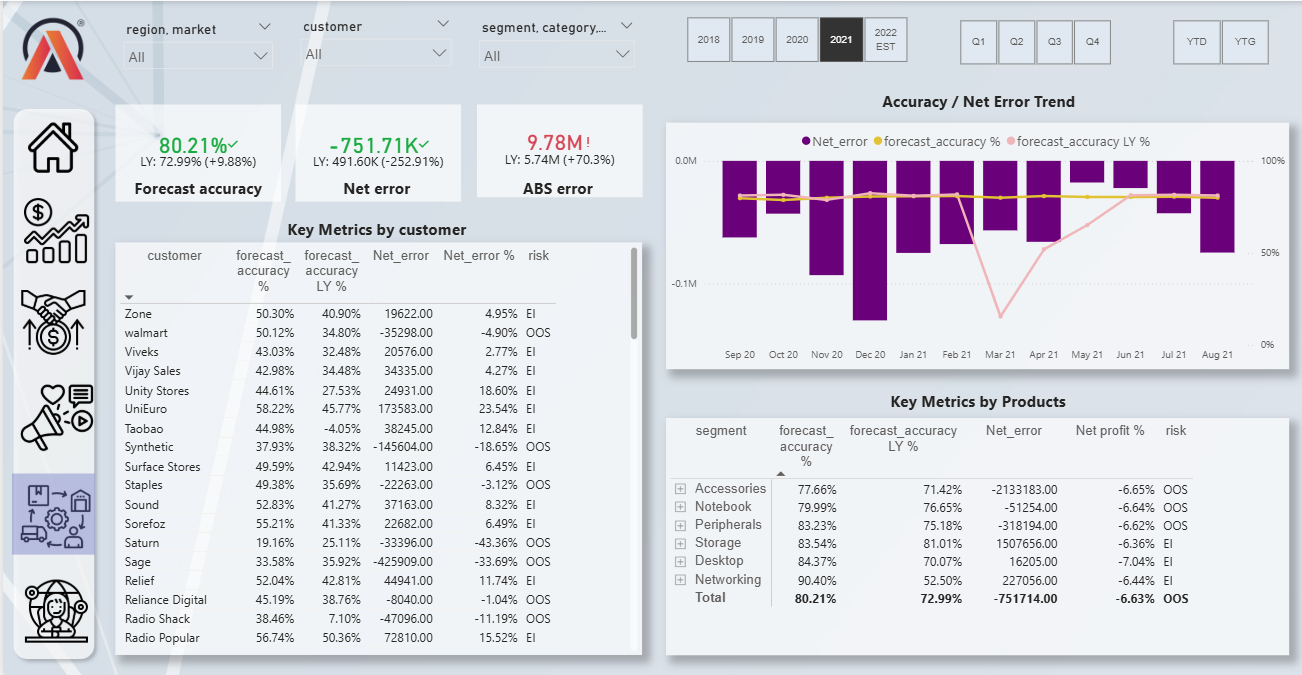 region, market
All
customer
All
segment, category,...
All
2018 2019 2020 2021 2022 EST
Q1 Q2 Q3 Q4
YTD YTG
80.21%
LY: 72.99% (+9.88%)
Forecast accuracy
-751.71K
LY: 491.60K (-252.91%)
Net error
9.78M!
LY: 5.74M (+70.3%)
ABS error
Accuracy / Net Error Trend
Net_error forecast_accuracy % forecast_accuracy LY %
0.0M 100%
50%
-0.1M
0%
Sep 20 Oct 20 Nov 20 Dec 20 Jan 21 Feb 21 Mar 21 Apr 21 May 21 Jun 21 Jul 21 Aug 21
Key Metrics by customer
customer forecast_accuracy % forecast_accuracy LY % Net_error Net_error % risk
Zone 50.30% 40.90% 19622.00 4.95% EI
walmart 50.12% 34.80% -35298.00 -4.90% OOS
Viveks 43.03% 32.48% 20576.00 2.77% EI
Vijay Sales 42.98% 34.48% 34335.00 4.27% EI
Unity Stores 44.61% 27.53% 24931.00 18.60% EI
UniEuro 58.22% 45.77% 173583.00 23.54% EI
Taobao 44.98% -4.05% 38245.00 12.84% EI
Synthetic 37.93% 38.32% -145604.00 -18.65% OOS
Surface Stores 49.59% 42.94% 11423.00 6.45% EI
Staples 49.38% 35.69% -22263.00 -3.12% OOS
Sound 52.83% 41.27% 37163.00 8.32% EI
Sorefoz 55.21% 41.33% 22682.00 6.49% EI
Saturn 19.16% 25.11% -33396.00 -43.36% OOS
Sage 33.58% 35.92% -425909.00 -33.69% OOS
Relief 52.04% 42.81% 44941.00 11.74% EI
Reliance Digital 45.19% 38.76% -8040.00 -1.04% OOS
Radio Shack 38.46% 7.10% -47096.00 -11.19% OOS
Radio Popular 56.74% 50.36% 72810.00 15.52% EI
Key Metrics by Products
segment forecast_accuracy % forecast_accuracy LY % Net_error Net profit % risk
Accessories 77.66% 71.42% -2133183.00 -6.65% OOS
Notebook 79.99% 76.65% -51254.00 -6.64% OOS
Peripherals 83.23% 75.18% -318194.00 -6.62% OOS
Storage 83.54% 81.01% 1507656.00 -6.36% EI
Desktop 84.37% 70.07% 16205.00 -7.04% EI
Networking 90.40% 52.50% 227056.00 -6.44% EI
Total 80.21% 72.99% -751714.00 -6.63% OOS